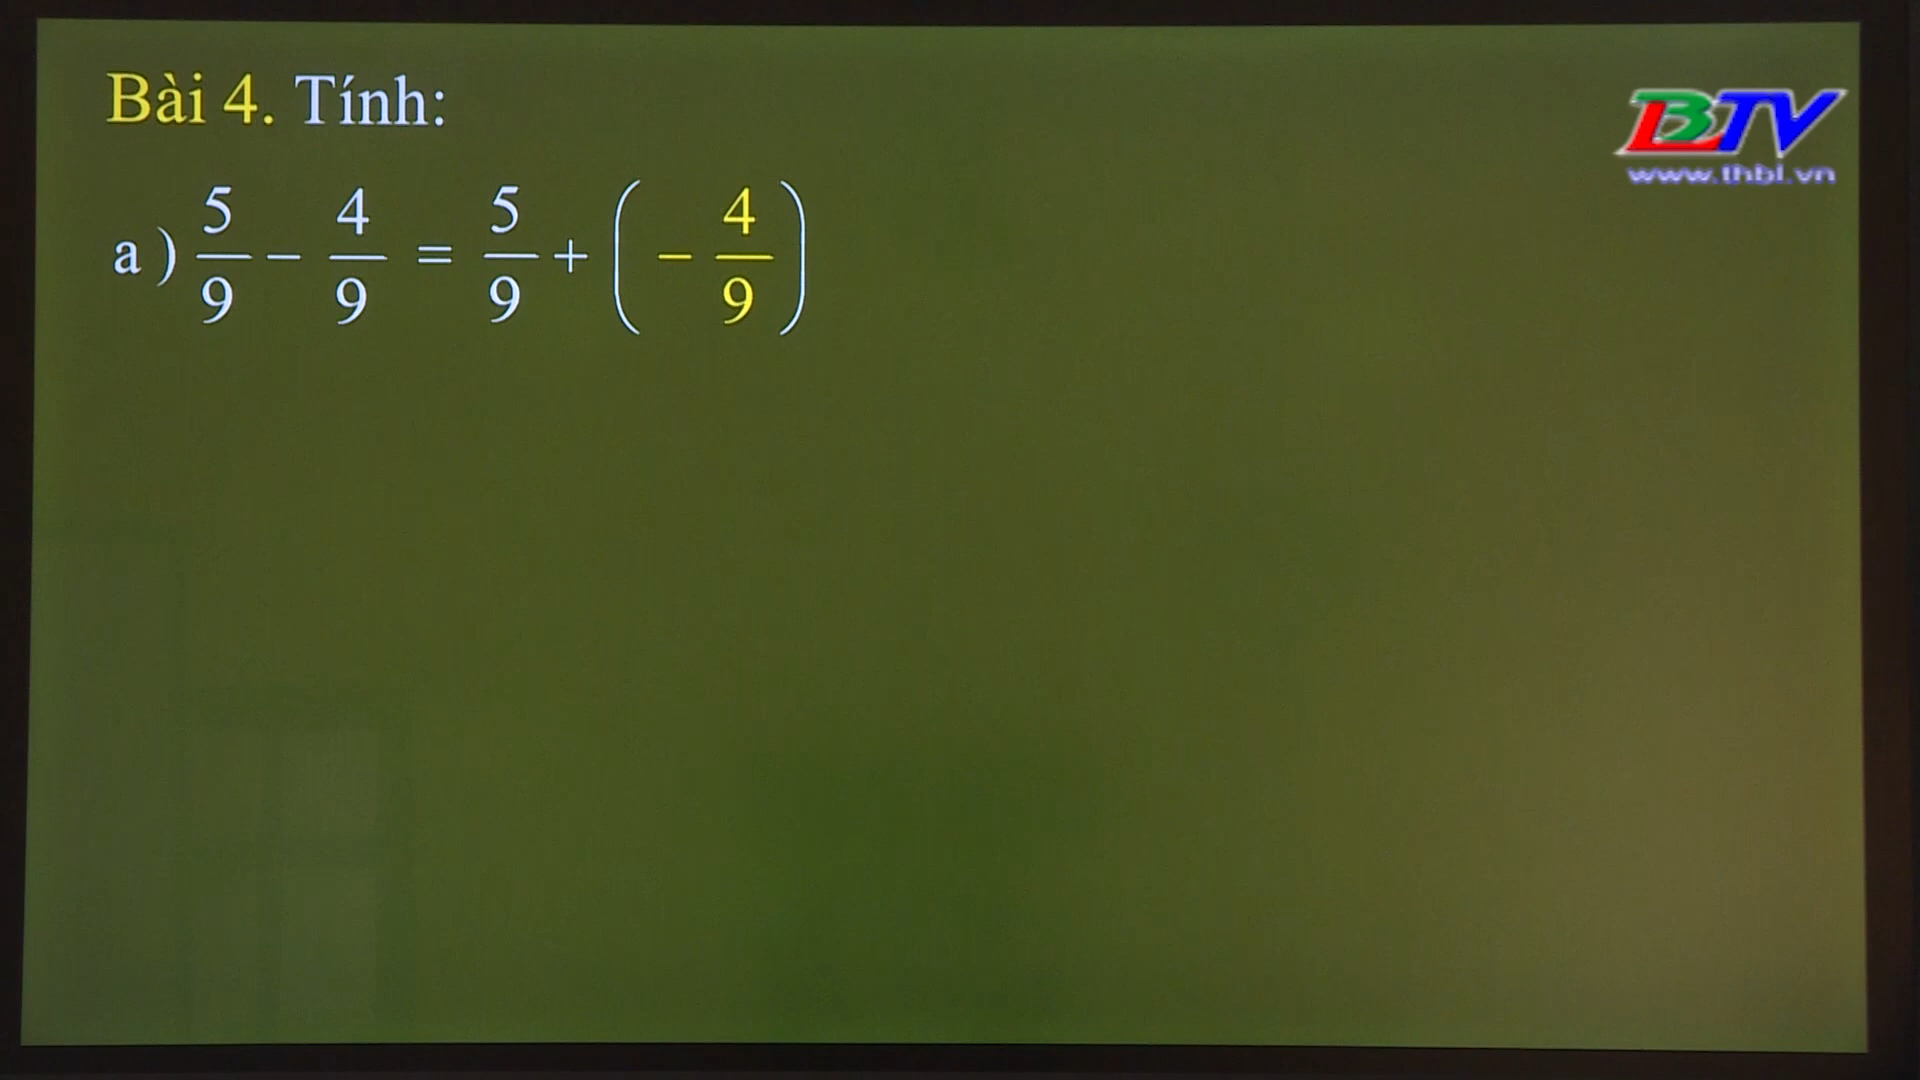 Bài 4. Tính:
BTV
www.thbl.vn
a ) 5/9 − 4/9 = 5/9 + ( − 4/9 )